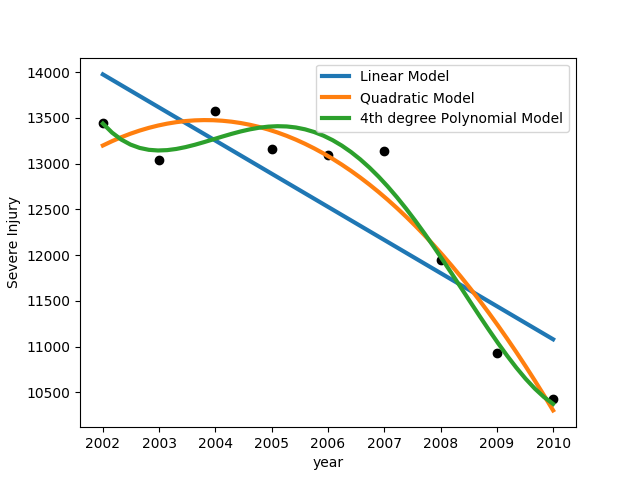 Linear Model
Quadratic Model
4th degree Polynomial Model
14000
13500
13000
12500
12000
11500
11000
10500
Severe Injury
2002 2003 2004 2005 2006 2007 2008 2009 2010
year